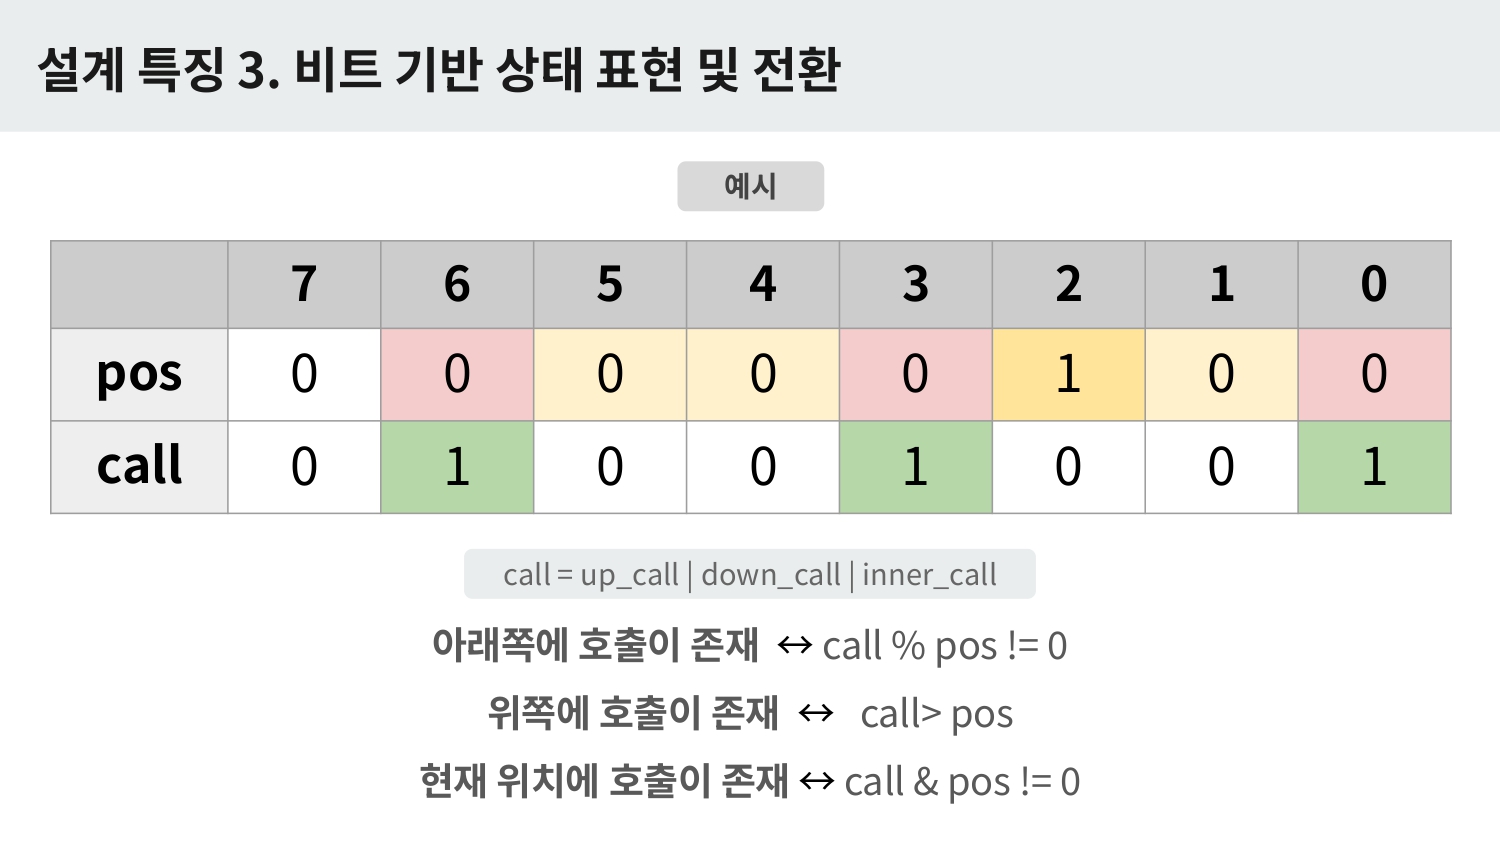 설계 특징 3. 비트 기반 상태 표현 및 전환
예시
7 6 5 4 3 2 1 0
pos 0 0 0 0 0 1 0 0
call 0 1 0 0 1 0 0 1
call = up_call | down_call | inner_call
아래쪽에 호출이 존재 ↔ call % pos != 0
위쪽에 호출이 존재 ↔ call> pos
현재 위치에 호출이 존재 ↔ call & pos != 0